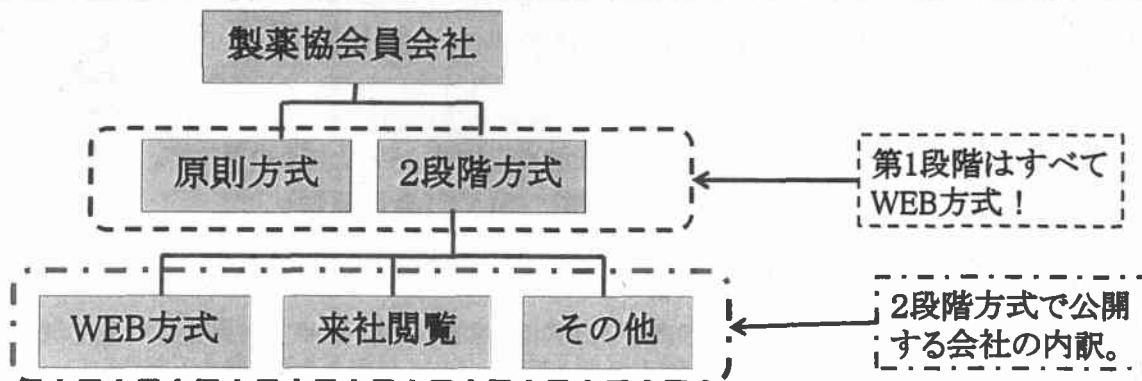 製薬協会員会社
原則方式
2段階方式
第1段階はすべて
WEB方式！
WEB方式
来社閲覧
その他
2段階方式で公開
する会社の内訳。